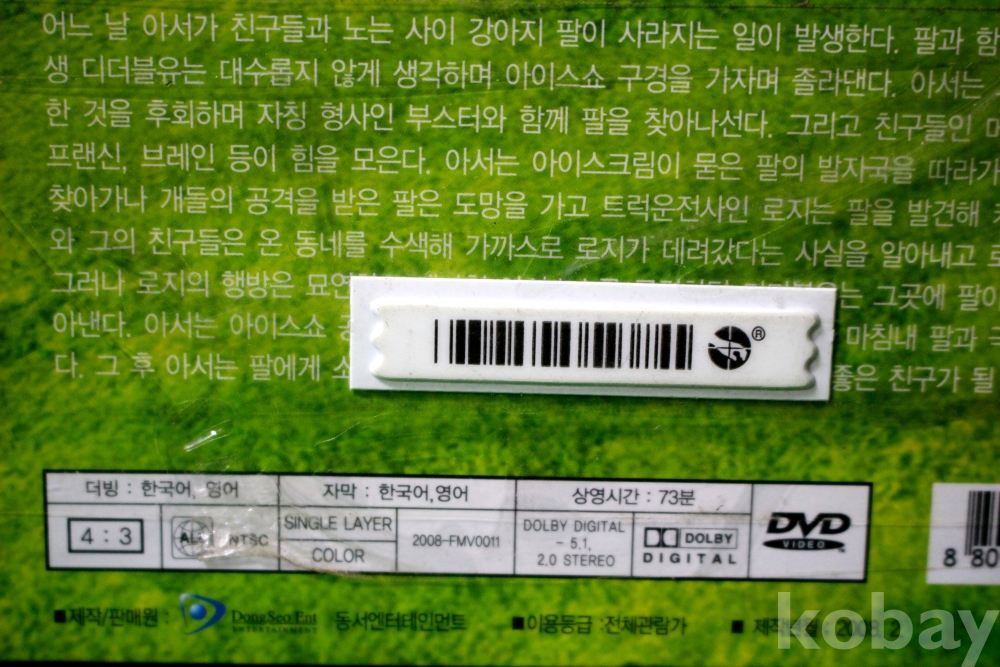 어느 날 아서가 친구들과 노는 사이 강아지 팔이 사라지는 일이 발생한다. 팔과 함
생 디더블유는 대수롭지 않게 생각하며 아이스쇼 구경을 가자며 졸라댄다. 아서는
한 것을 후회하며 자칭 형사인 부스터와 함께 팔을 찾아나선다. 그리고 친구들인
프랜신, 브레인 등이 힘을 모은다. 아서는 아이스크림이 묻은 팔의 발자국을 따라가
찾아가나 개들의 공격을 받은 팔은 도망을 가고 트럭운전사인 로지는 팔을 발견해
와 그의 친구들은 온 동네를 수색해 가까스로 로지가 데려갔다는 사실을 알아내고 로
그러나 로지의 행방은 묘연 는 그곳에 팔이
아낸다. 아서는 아이스쇼 마침내 팔과
다. 그 후 아서는 팔에게 소 좋은 친구가 될
®
더빙 : 한국어, 영어 자막 : 한국어,영어 상영시간 : 73분
4 : 3 ALL NTSC SINGLE LAYER COLOR 2008-FMV0011 DOLBY DIGITAL - 5.1, 2.0 STEREO DOLBY DIGITAL DVD VIDEO
8 80
■제작/판매원 : DongSeo Ent ENTERTAINMENT 동서엔터테인먼트 ■이용등급 :전체관람가 ■ 제작 2008
kobay